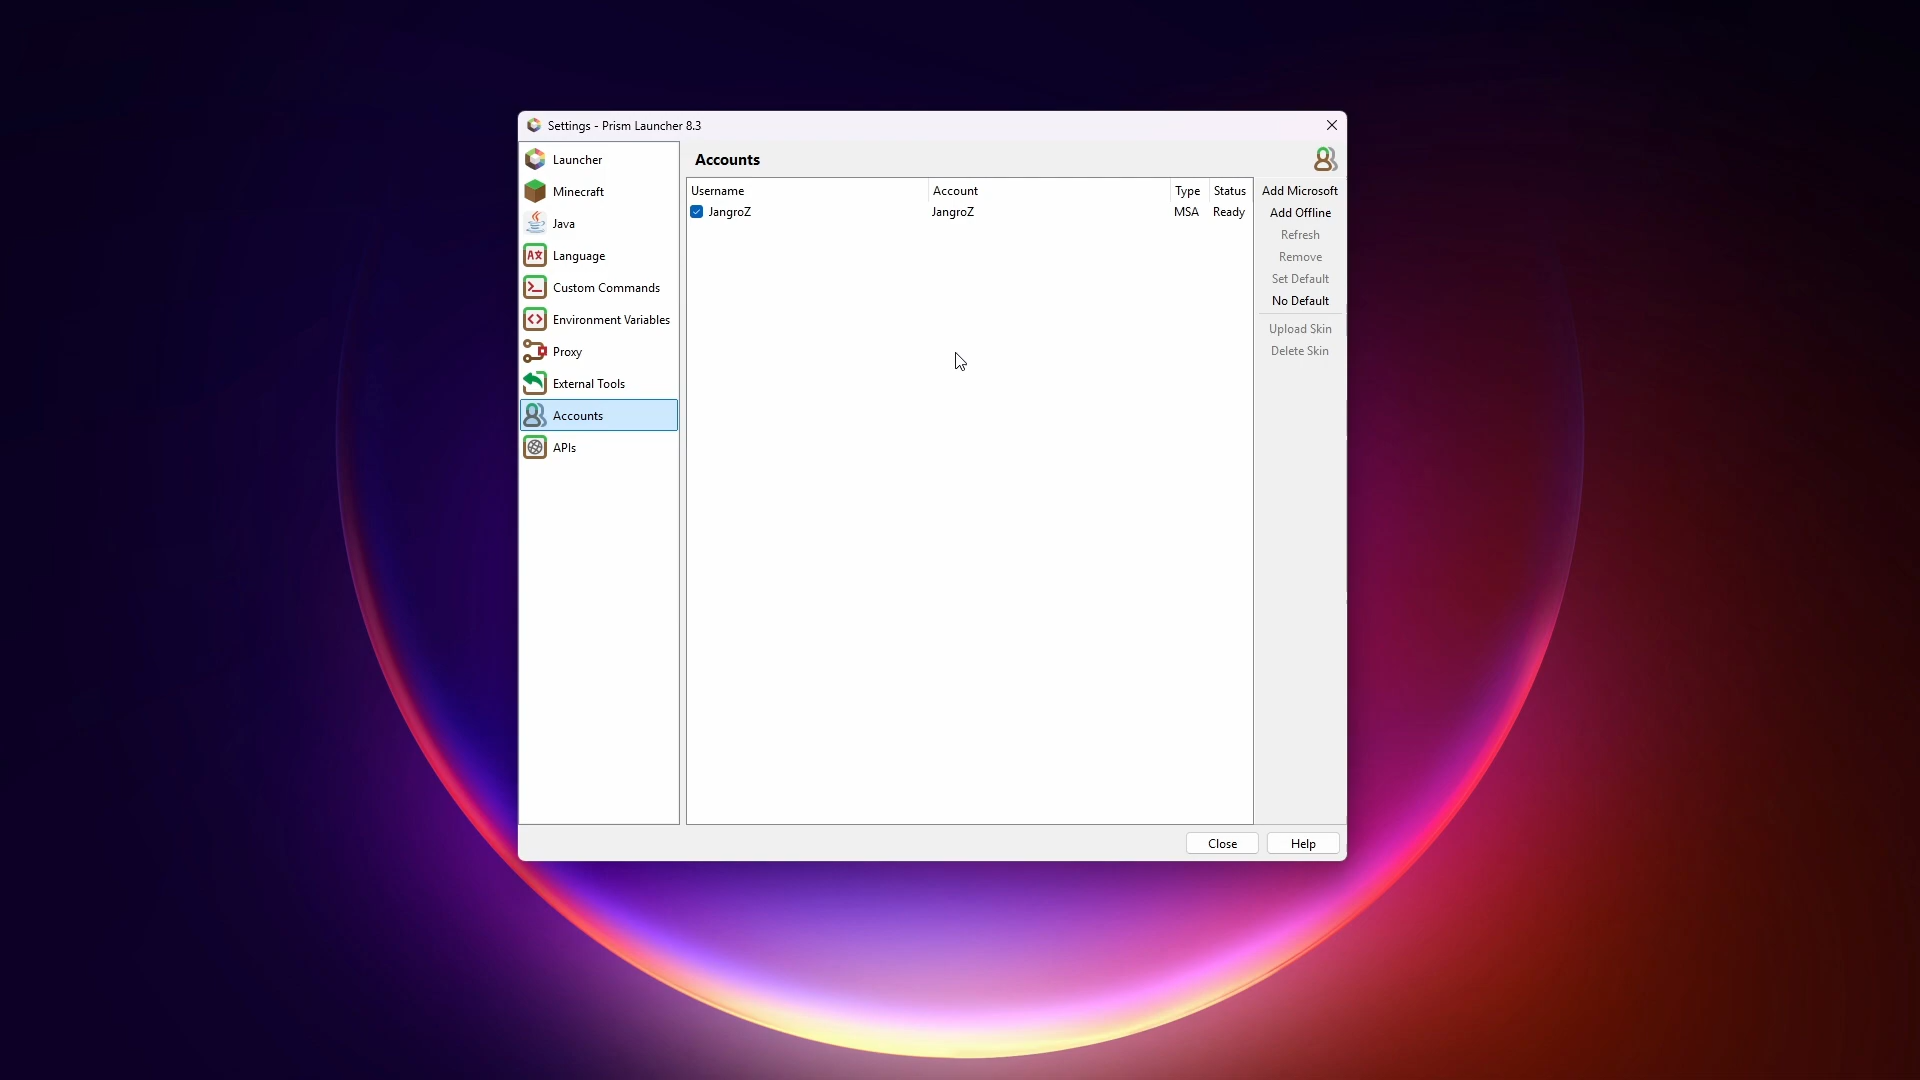 Settings - Prism Launcher 8.3
Launcher
Minecraft
Java
Language
Custom Commands
Environment Variables
Proxy
External Tools
Accounts
APIs
Accounts
Username Account Type Status
JangroZ JangroZ MSA Ready
Add Microsoft
Add Offline
Refresh
Remove
Set Default
No Default
Upload Skin
Delete Skin
Close Help